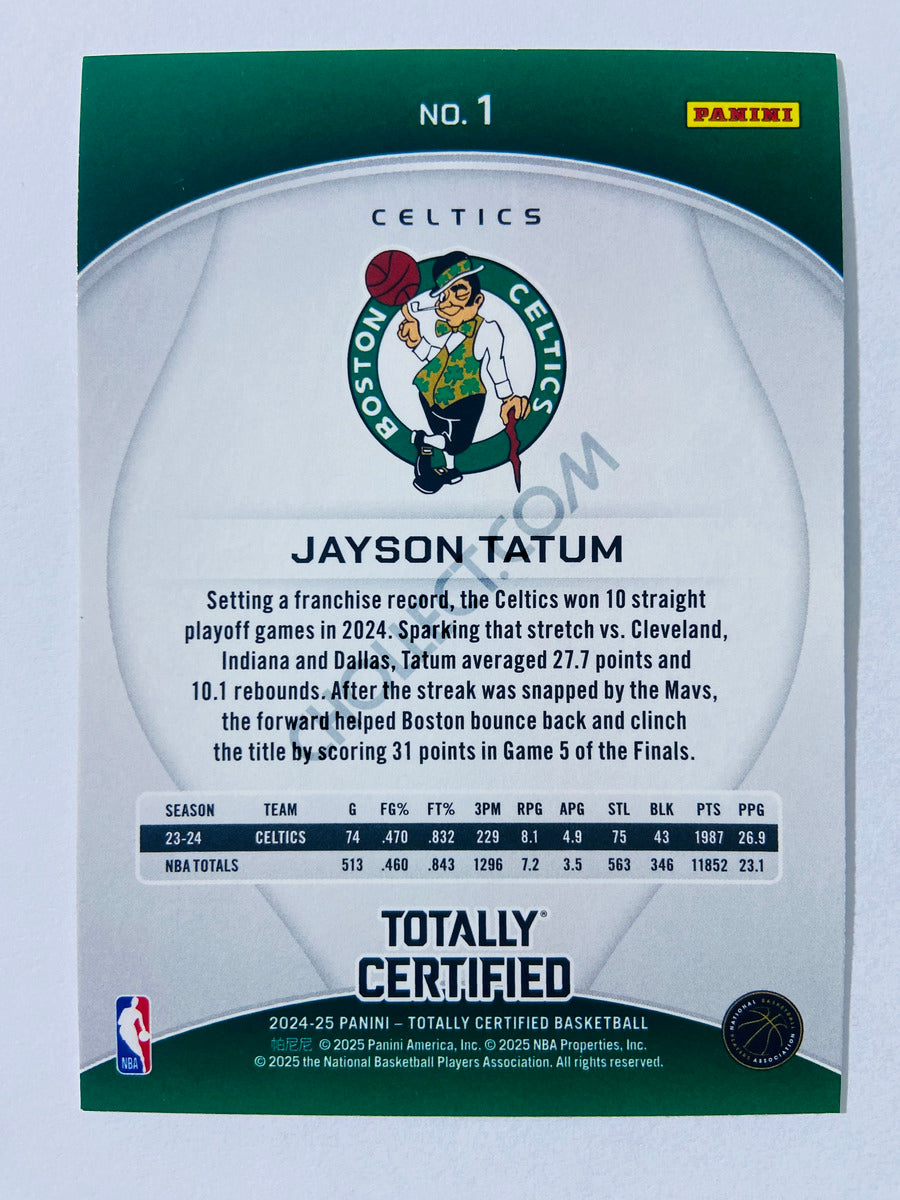 NO. 1
PANINI
CELTICS
BOSTON CELTICS
JAYSON TATUM
Setting a franchise record, the Celtics won 10 straight
playoff games in 2024. Sparking that stretch vs. Cleveland,
Indiana and Dallas, Tatum averaged 27.7 points and
10.1 rebounds. After the streak was snapped by the Mavs,
the forward helped Boston bounce back and clinch
the title by scoring 31 points in Game 5 of the Finals.
CHOLLECT.COM
SEASON TEAM G FG% FT% 3PM RPG APG STL BLK PTS PPG
23-24 CELTICS 74 .470 .832 229 8.1 4.9 75 43 1987 26.9
NBA TOTALS 513 .460 .843 1296 7.2 3.5 563 346 11852 23.1
TOTALLY®
CERTIFIED
2024-25 PANINI – TOTALLY CERTIFIED BASKETBALL
帕尼尼 © 2025 Panini America, Inc. © 2025 NBA Properties, Inc.
© 2025 the National Basketball Players Association. All rights reserved.
NBA
NATIONAL BASKETBALL PLAYERS ASSOCIATION